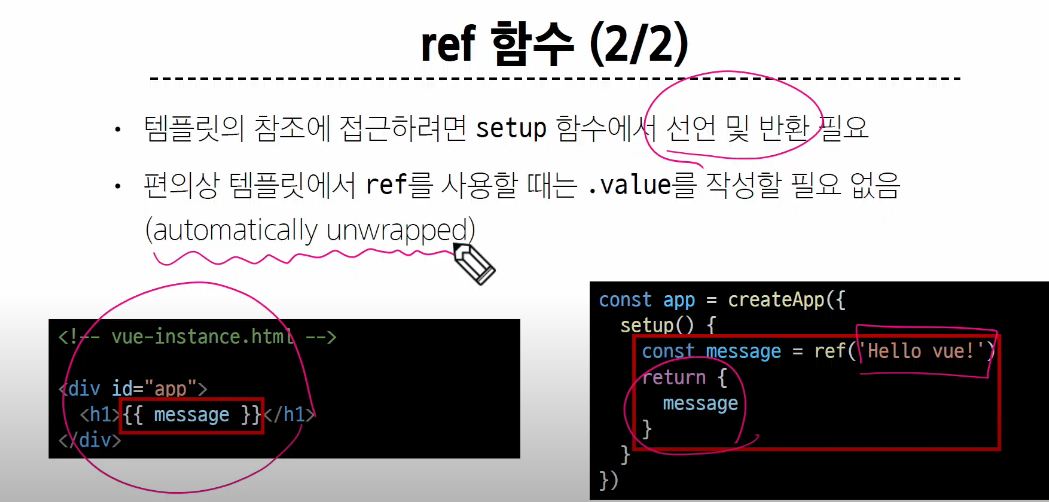 ref 함수 (2/2)
• 템플릿의 참조에 접근하려면 setup 함수에서 선언 및 반환 필요
• 편의상 템플릿에서 ref를 사용할 때는 .value를 작성할 필요 없음
(automatically unwrapped)
<!-- vue-instance.html -->
<div id="app">
<h1>{{ message }}</h1>
</div>
const app = createApp({
setup() {
const message = ref('Hello vue!')
return {
message
}
}
})